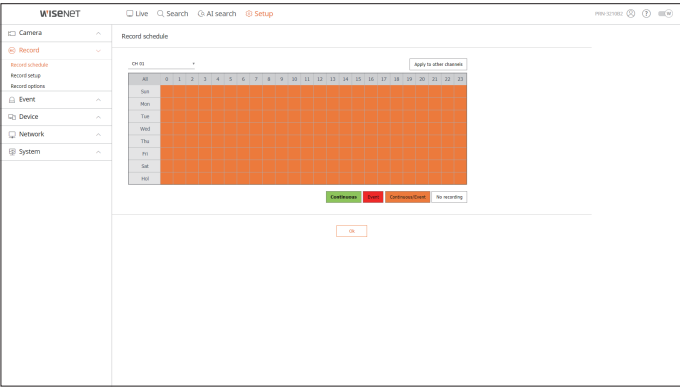 WISENET
Live Search AI search Setup
Camera
Record
Record schedule
Record setup
Record options
Event
Device
Network
System
Record schedule
CH 01
Apply to other channels
All 0 1 2 3 4 5 6 7 8 9 10 11 12 13 14 15 16 17 18 19 20 21 22 23
Sun
Mon
Tue
Wed
Thu
Fri
Sat
Hol
Continuous Event Continuous/Event No recording
Ok